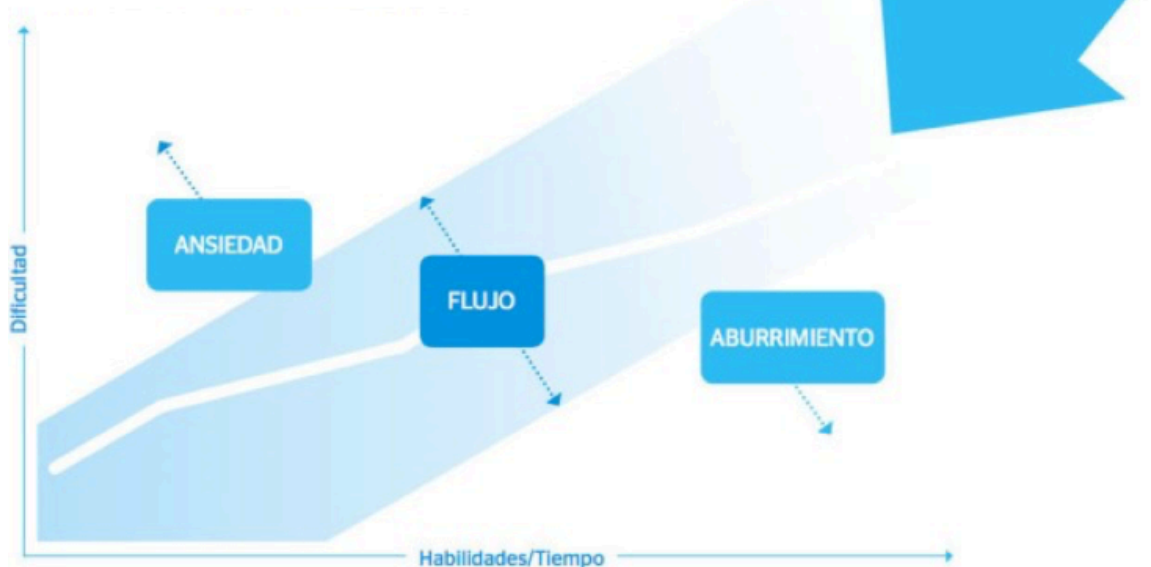 ANSIEDAD
FLUJO
ABURRIMIENTO
Dificultad
Habilidades/Tiempo